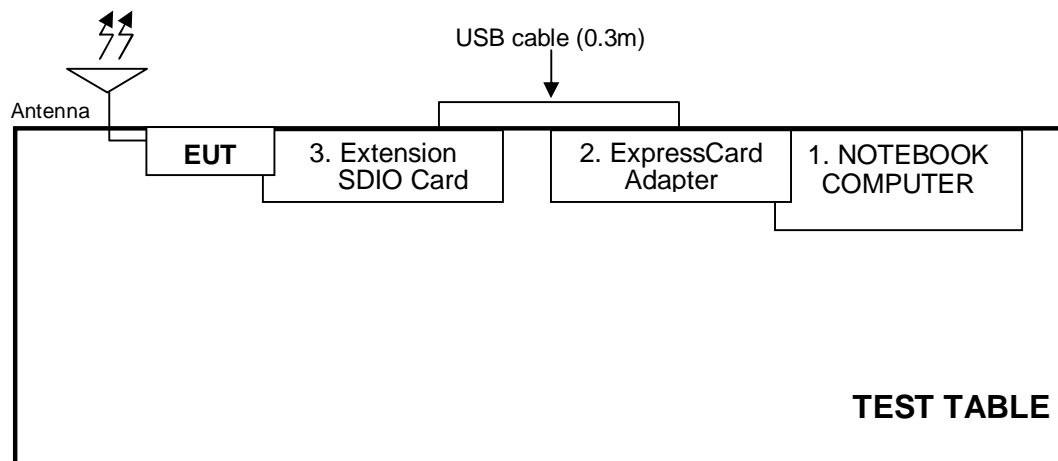 USB cable (0.3m)
Antenna
EUT
3. Extension
SDIO Card
2. ExpressCard
Adapter
1. NOTEBOOK
COMPUTER
TEST TABLE